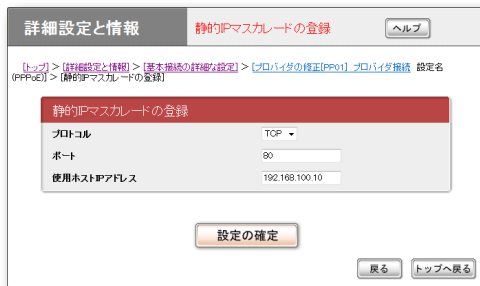 詳細設定と情報 静的IPマスカレードの登録 ヘルプ
[トップ] > [詳細設定と情報] > [基本接続の詳細な設定] > [プロバイダの修正[PP01] プロバイダ接続 設定名
(PPPoE)] > [静的IPマスカレードの登録]
静的IPマスカレードの登録
プロトコル TCP
ポート 80
使用ホストIPアドレス 192.168.100.10
設定の確定
戻る トップへ戻る